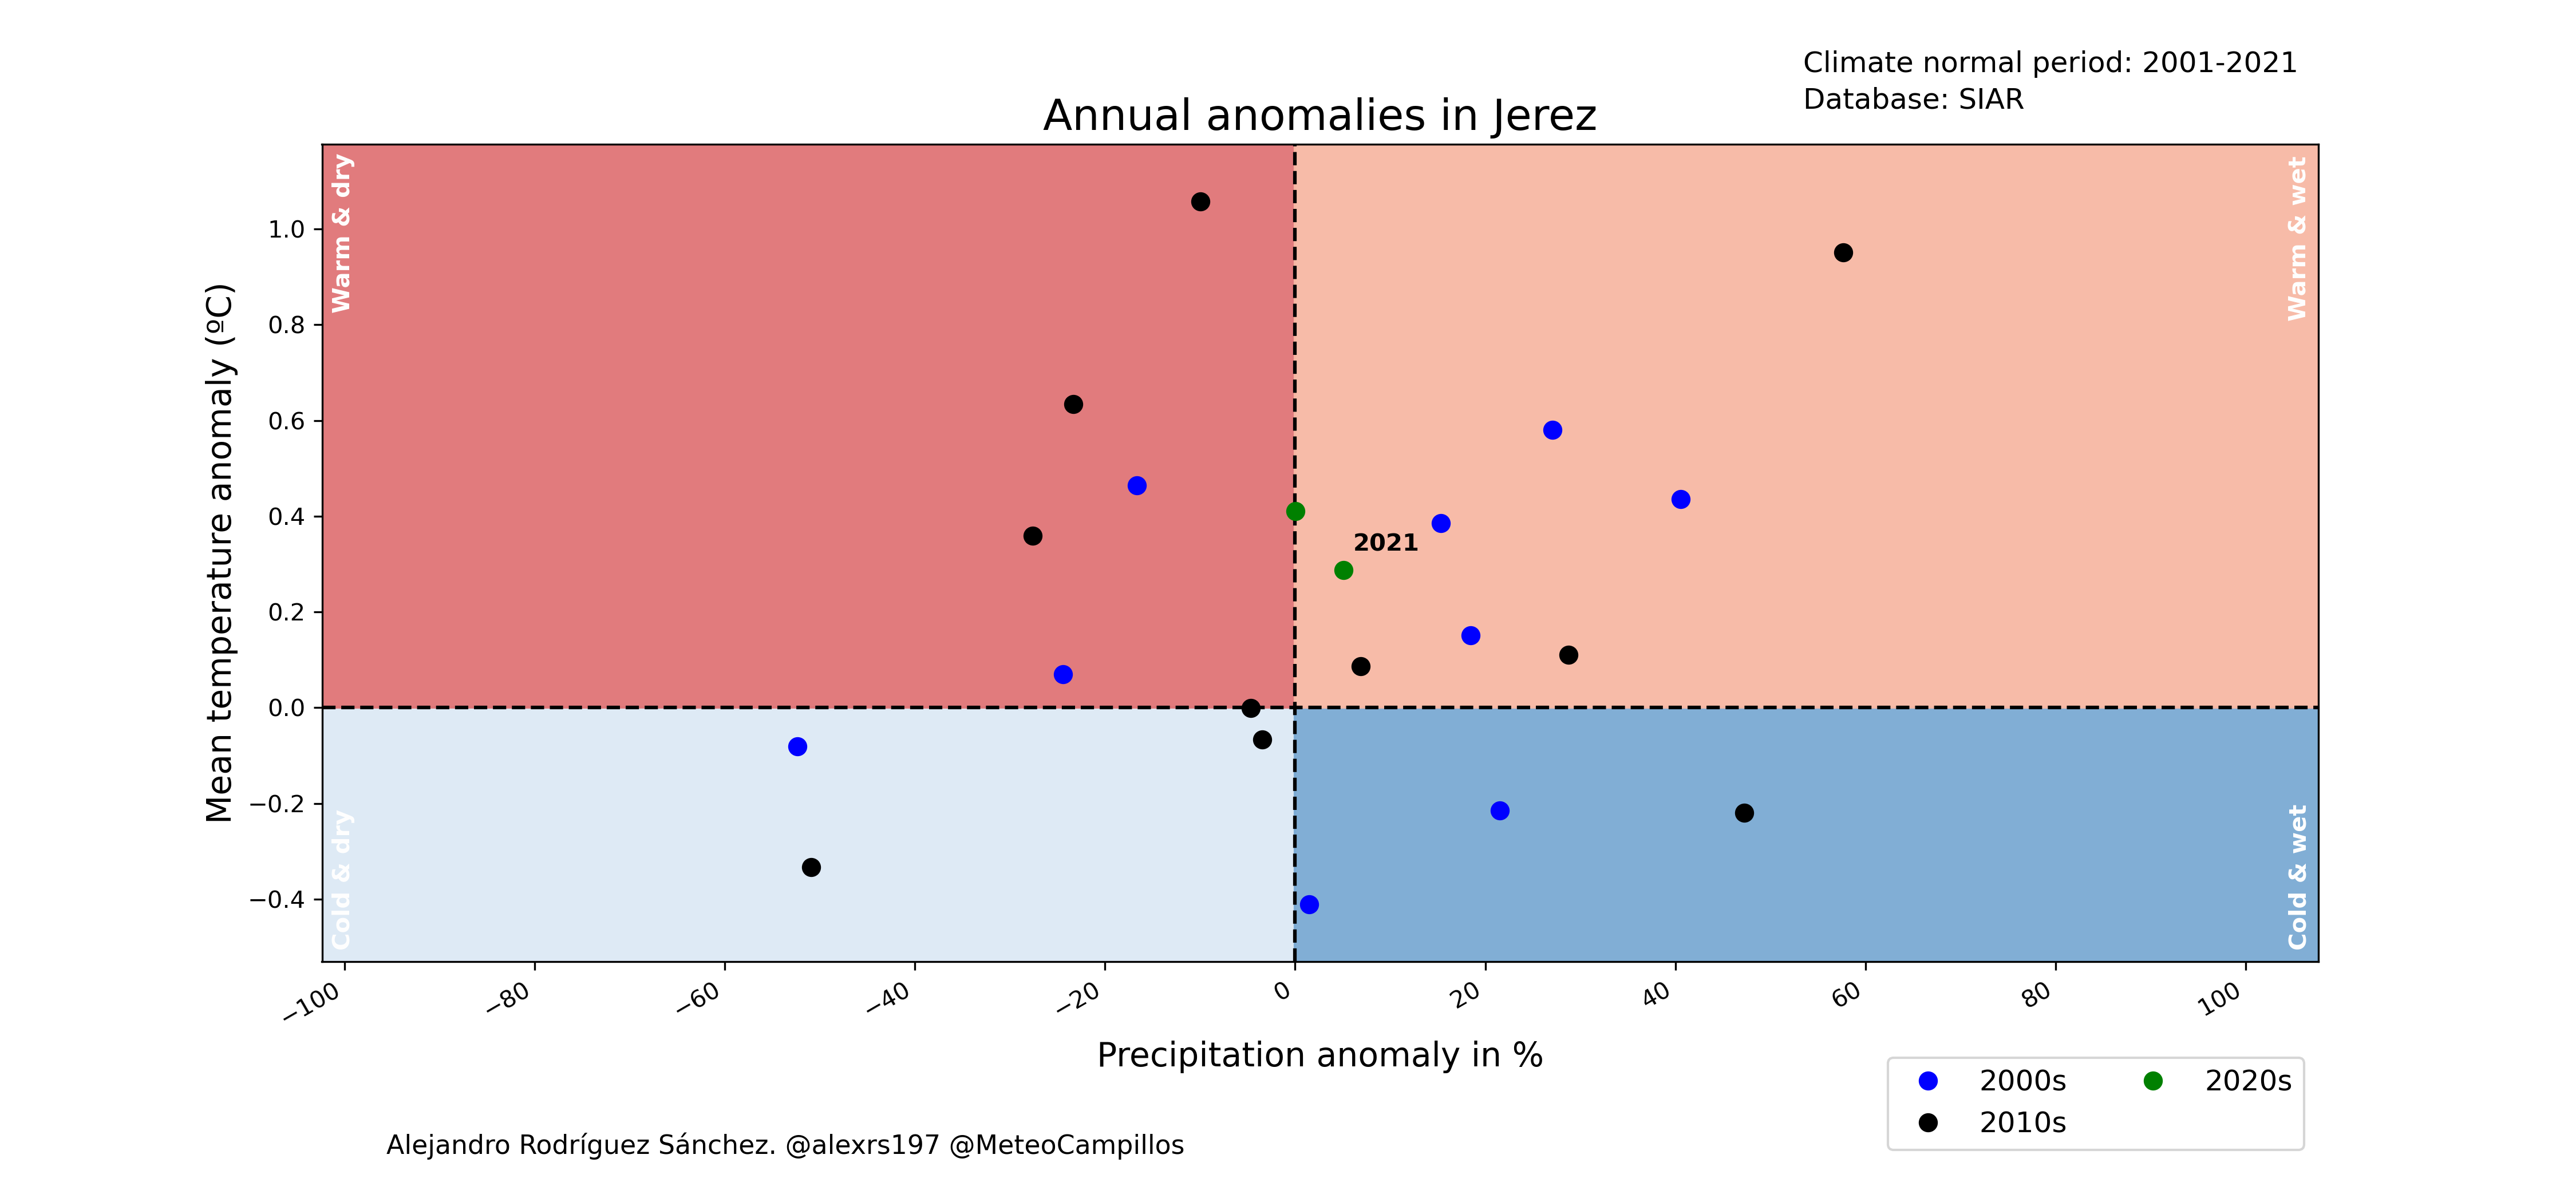 Climate normal period: 2001-2021
Database: SIAR
Annual anomalies in Jerez
Warm & dry
Warm & wet
Mean temperature anomaly (ºC)
1.0
0.8
0.6
0.4
0.2
0.0
−0.2
−0.4
2021
Cold & dry
Cold & wet
−100
−80
−60
−40
−20
0
20
40
60
80
100
Precipitation anomaly in %
2000s
2010s
2020s
Alejandro Rodríguez Sánchez. @alexrs197 @MeteoCampillos